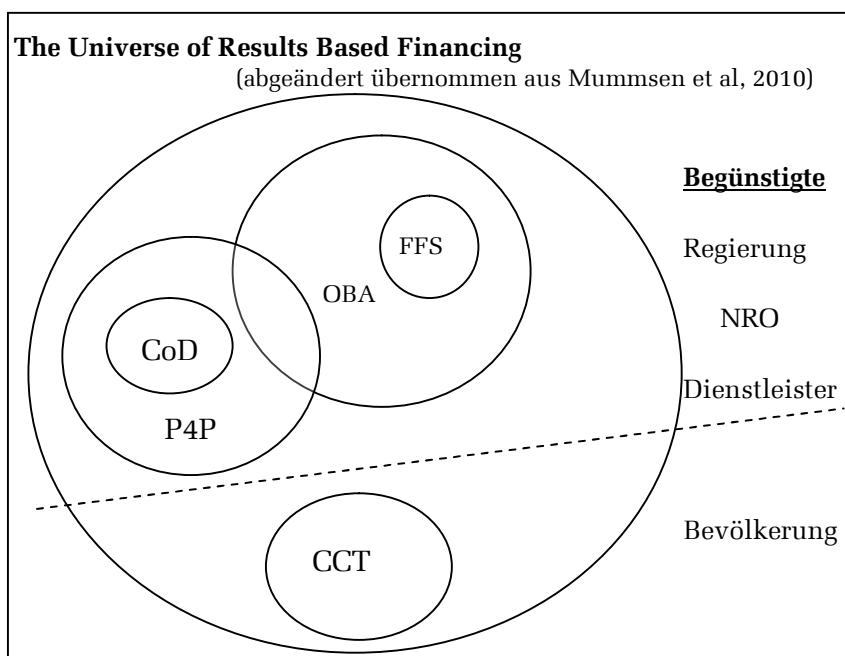 The Universe of Results Based Financing
(abgeändert übernommen aus Mummsen et al, 2010)
Begünstigte
FFS
Regierung
OBA
NRO
CoD
Dienstleister
P4P
Bevölkerung
CCT